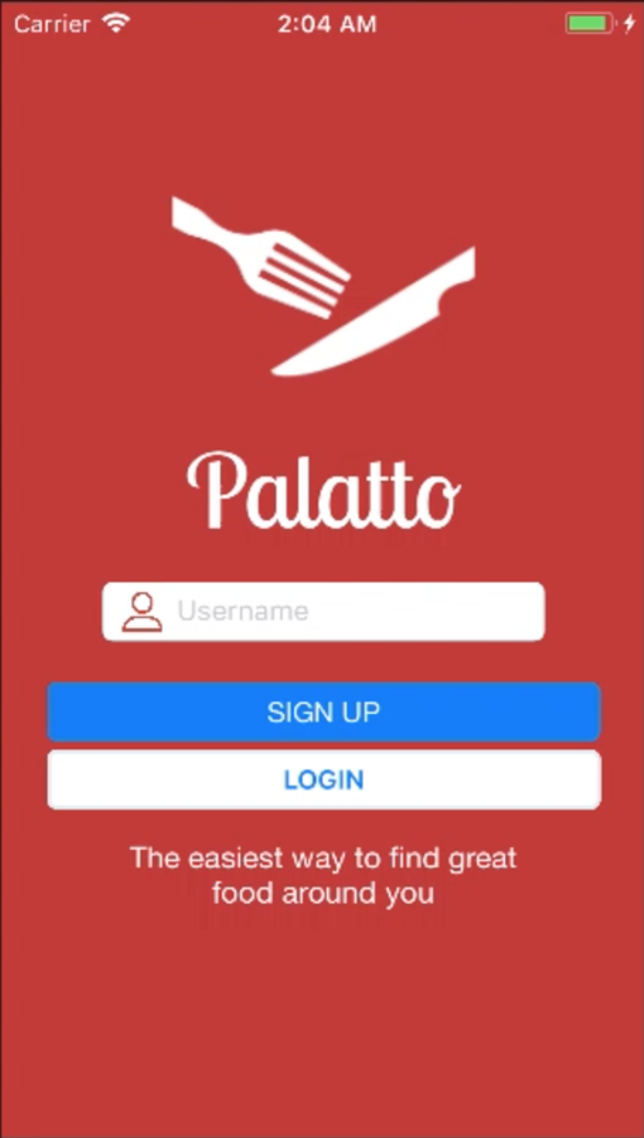 Carrier 2:04 AM
Palatto
Username
SIGN UP
LOGIN
The easiest way to find great
food around you